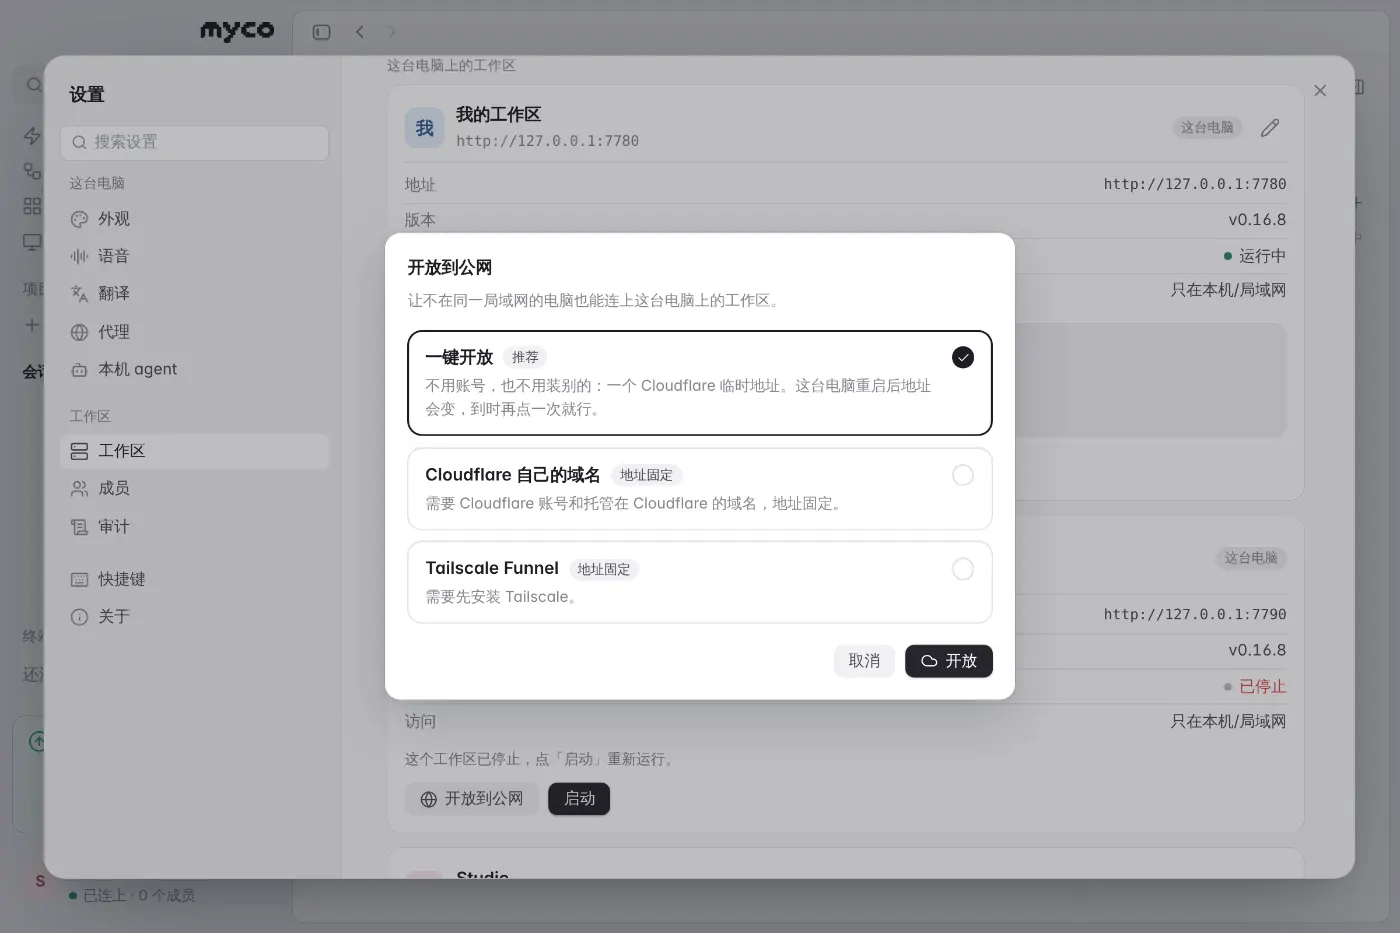 myco
设置
搜索设置
这台电脑
外观
语音
翻译
代理
本机 agent
工作区
工作区
成员
审计
快捷键
关于
这台电脑上的工作区
我
我的工作区
http://127.0.0.1:7780
这台电脑
地址
http://127.0.0.1:7780
版本
v0.16.8
运行中
只在本机/局域网
开放到公网
让不在同一局域网的电脑也能连上这台电脑上的工作区。
一键开放 推荐
不用账号，也不用装别的：一个 Cloudflare 临时地址。这台电脑重启后地址
会变，到时再点一次就行。
Cloudflare 自己的域名 地址固定
需要 Cloudflare 账号和托管在 Cloudflare 的域名，地址固定。
Tailscale Funnel 地址固定
需要先安装 Tailscale。
取消
开放
这台电脑
http://127.0.0.1:7790
v0.16.8
已停止
访问
只在本机/局域网
这个工作区已停止，点「启动」重新运行。
开放到公网
启动
Studio
S
已连上 · 0 个成员